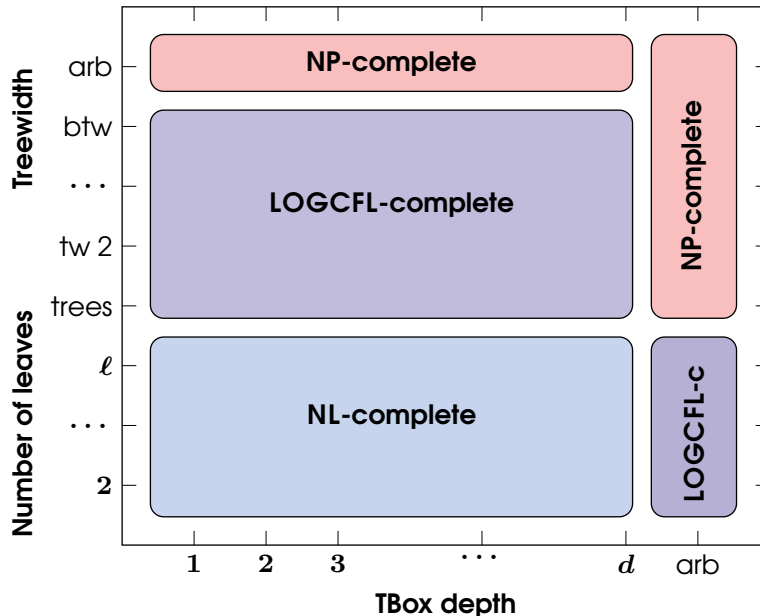 Treewidth
Number of leaves
arb
btw
...
tw 2
trees
ℓ
...
2
NP-complete
LOGCFL-complete
NL-complete
NP-complete
LOGCFL-c
1
2
3
...
d
arb
TBox depth